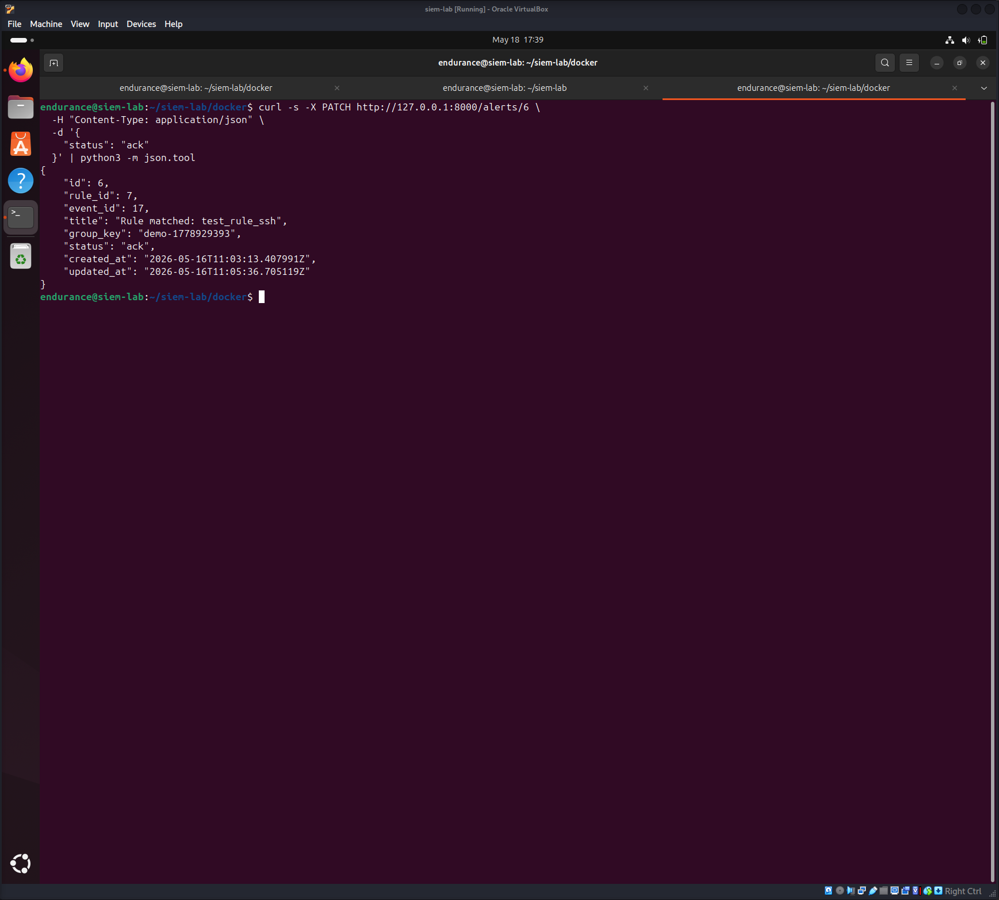 siem-lab [Running] - Oracle VirtualBox
File Machine View Input Devices Help
May 18 17:39
endurance@siem-lab: ~/siem-lab/docker
endurance@siem-lab: ~/siem-lab/docker endurance@siem-lab: ~/siem-lab endurance@siem-lab: ~/siem-lab/docker
endurance@siem-lab:~/siem-lab/docker$ curl -s -X PATCH http://127.0.0.1:8000/alerts/6 \
  -H "Content-Type: application/json" \
  -d '{
    "status": "ack"
  }' | python3 -m json.tool
{
    "id": 6,
    "rule_id": 7,
    "event_id": 17,
    "title": "Rule matched: test_rule_ssh",
    "group_key": "demo-1778929393",
    "status": "ack",
    "created_at": "2026-05-16T11:03:13.407991Z",
    "updated_at": "2026-05-16T11:05:36.705119Z"
}
endurance@siem-lab:~/siem-lab/docker$
Right Ctrl